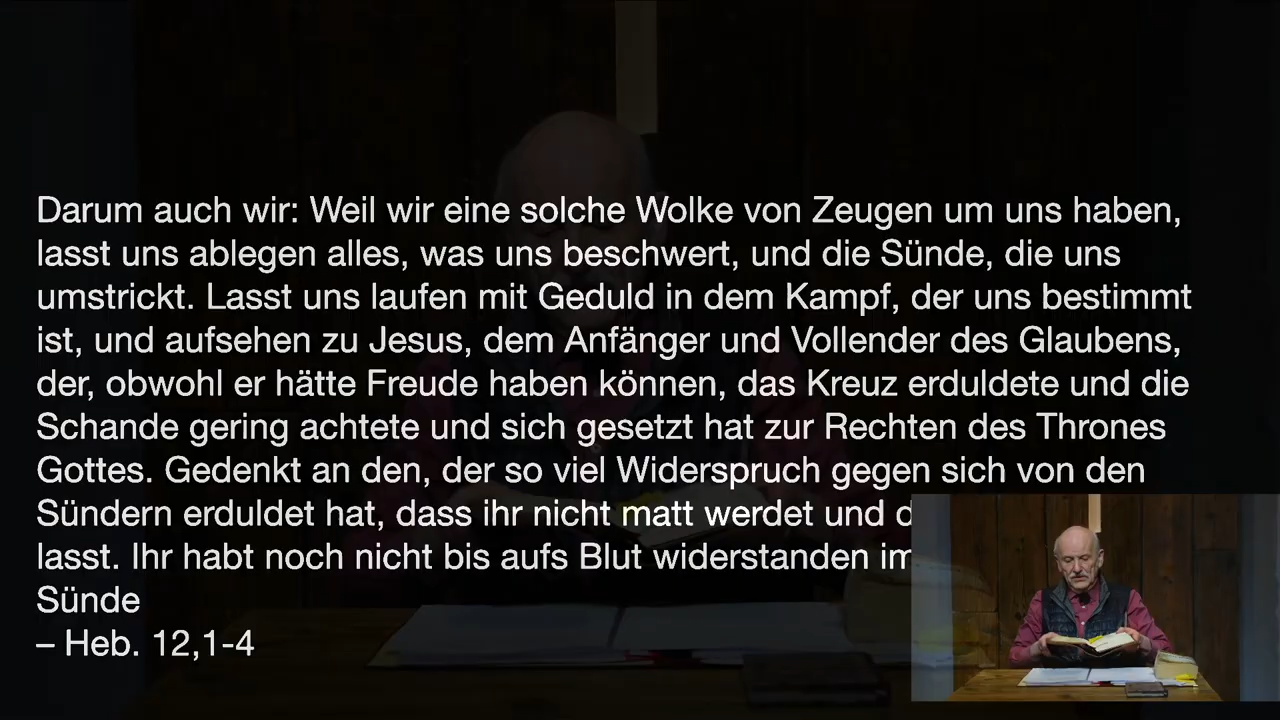 Darum auch wir: Weil wir eine solche Wolke von Zeugen um uns haben,
lasst uns ablegen alles, was uns beschwert, und die Sünde, die uns
umstrickt. Lasst uns laufen mit Geduld in dem Kampf, der uns bestimmt
ist, und aufsehen zu Jesus, dem Anfänger und Vollender des Glaubens,
der, obwohl er hätte Freude haben können, das Kreuz erduldete und die
Schande gering achtete und sich gesetzt hat zur Rechten des Thrones
Gottes. Gedenkt an den, der so viel Widerspruch gegen sich von den
Sündern erduldet hat, dass ihr nicht matt werdet und
lasst. Ihr habt noch nicht bis aufs Blut widerstanden
Sünde
– Heb. 12,1-4